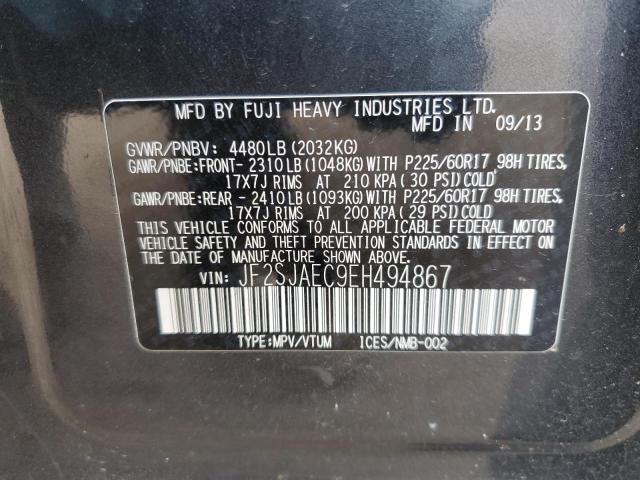 MFD BY FUJI HEAVY INDUSTRIES LTD.
MFD IN 09/13
GVWR/PNBV: 4480LB (2032KG)
GAWR/PNBE:FRONT- 2310LB (1048KG)WITH P225/60R17 98H TIRES,
17X7J RIMS AT 210 KPA (30 PSI)COLD
GAWR/PNBE:REAR - 2410LB (1093KG)WITH P225/60R17 98H TIRES,
17X7J RIMS AT 200 KPA (29 PSI)COLD
THIS VEHICLE CONFORMS TO ALL APPLICABLE FEDERAL MOTOR
VEHICLE SAFETY AND THEFT PREVENTION STANDARDS IN EFFECT ON
THE DATE OF MANUFACTURE SHOWN ABOVE.
VIN: JF2SJAEC9EH494867
TYPE:MPV/VTUM ICES/NMB-002